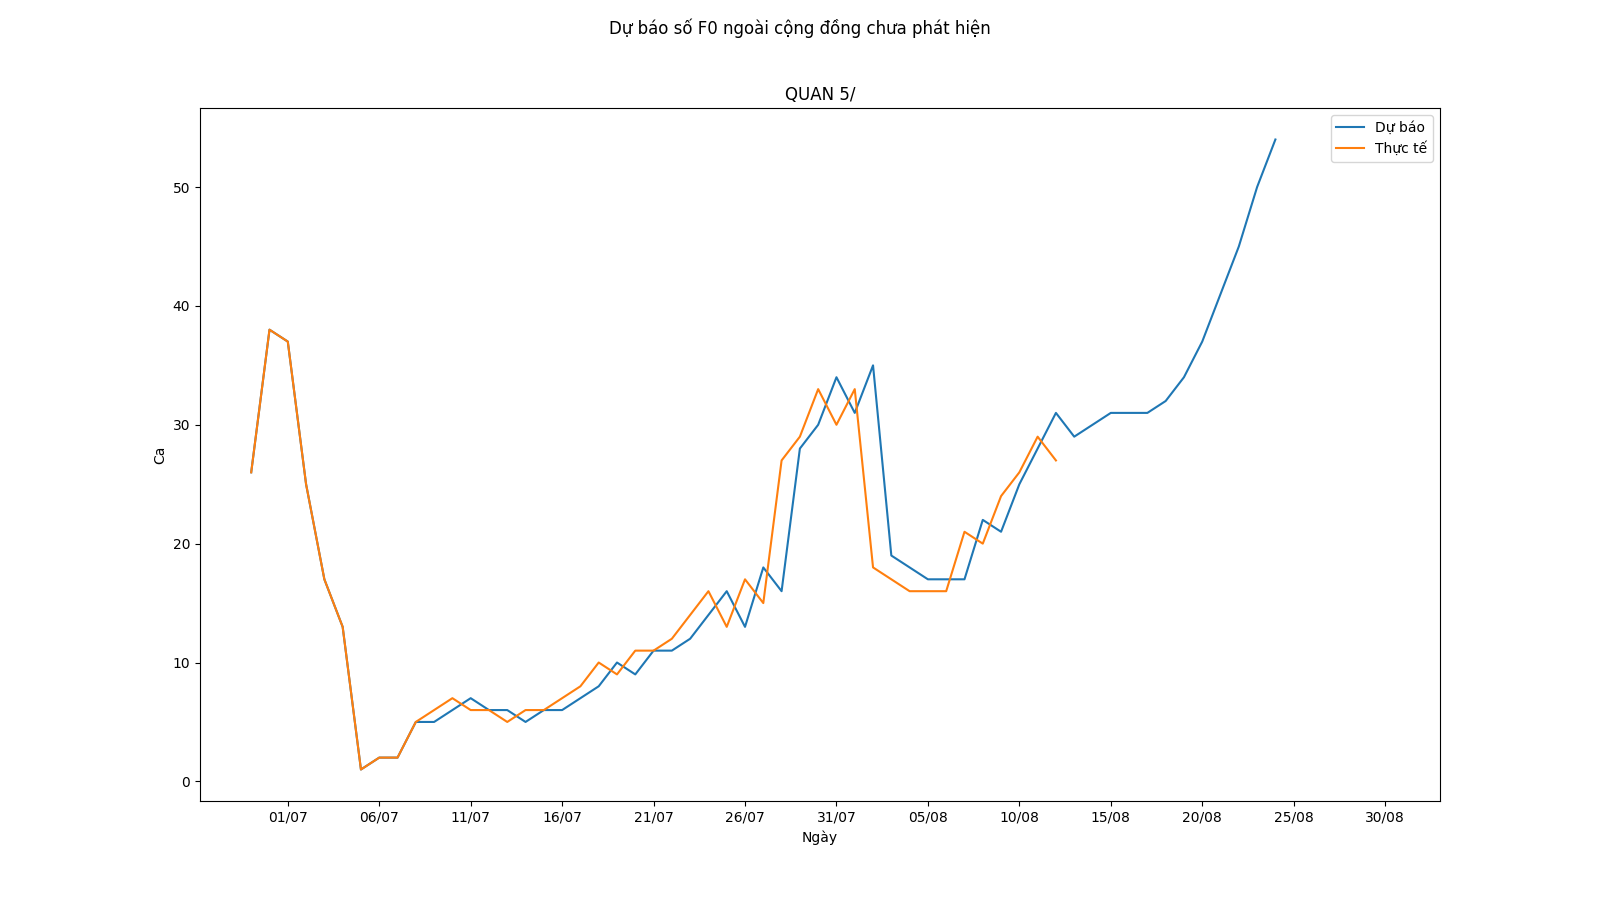 Dự báo số F0 ngoài cộng đồng chưa phát hiện
QUAN 5/
Dự báo
Thực tế
50
40
30
20
10
0
Ca
01/07 06/07 11/07 16/07 21/07 26/07 31/07 05/08 10/08 15/08 20/08 25/08 30/08
Ngày